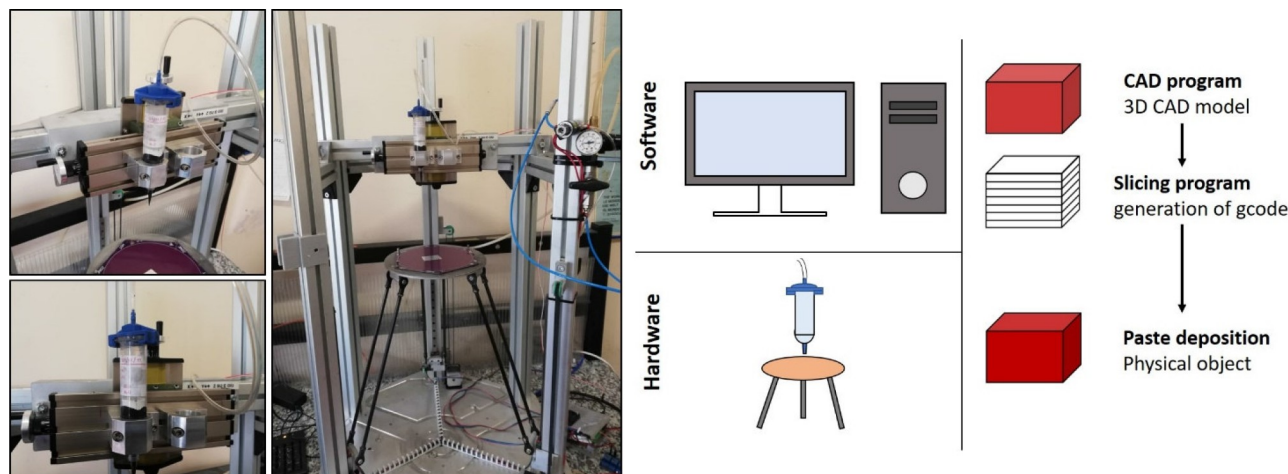 Software
Hardware
CAD program
3D CAD model
Slicing program
generation of gcode
Paste deposition
Physical object